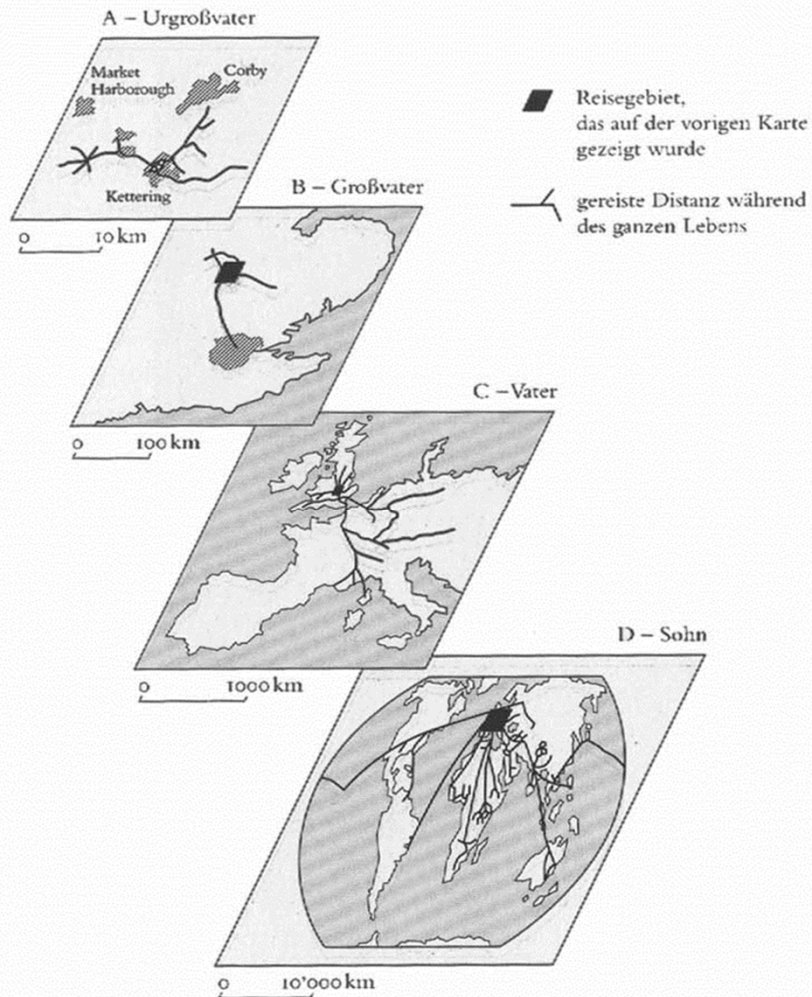 A – Urgroßvater
Market
Harborough
Corby
Kettering
0 10 km
Reisegebiet,
das auf der vorigen Karte
gezeigt wurde
gereiste Distanz während
des ganzen Lebens
B – Großvater
0 100 km
C –Vater
0 1000 km
D – Sohn
0 10'000 km